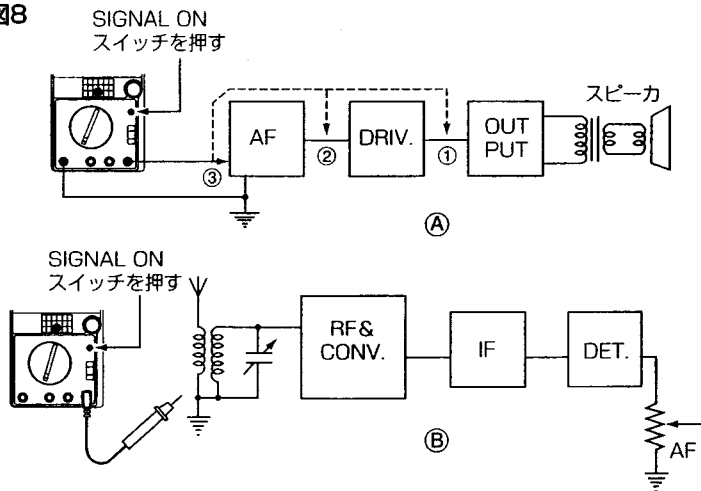 図8
SIGNAL ON
スイッチを押す
スピーカ
AF
DRIV.
OUT
PUT
③
②
①
Ⓐ
SIGNAL ON
スイッチを押す
RF&
CONV.
IF
DET.
AF
Ⓑ